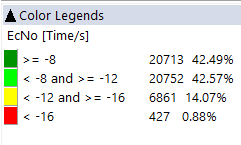 Color Legends
EcNo [Time/s]
>= -8 20713 42.49%
< -8 and >= -12 20752 42.57%
< -12 and >= -16 6861 14.07%
< -16 427 0.88%